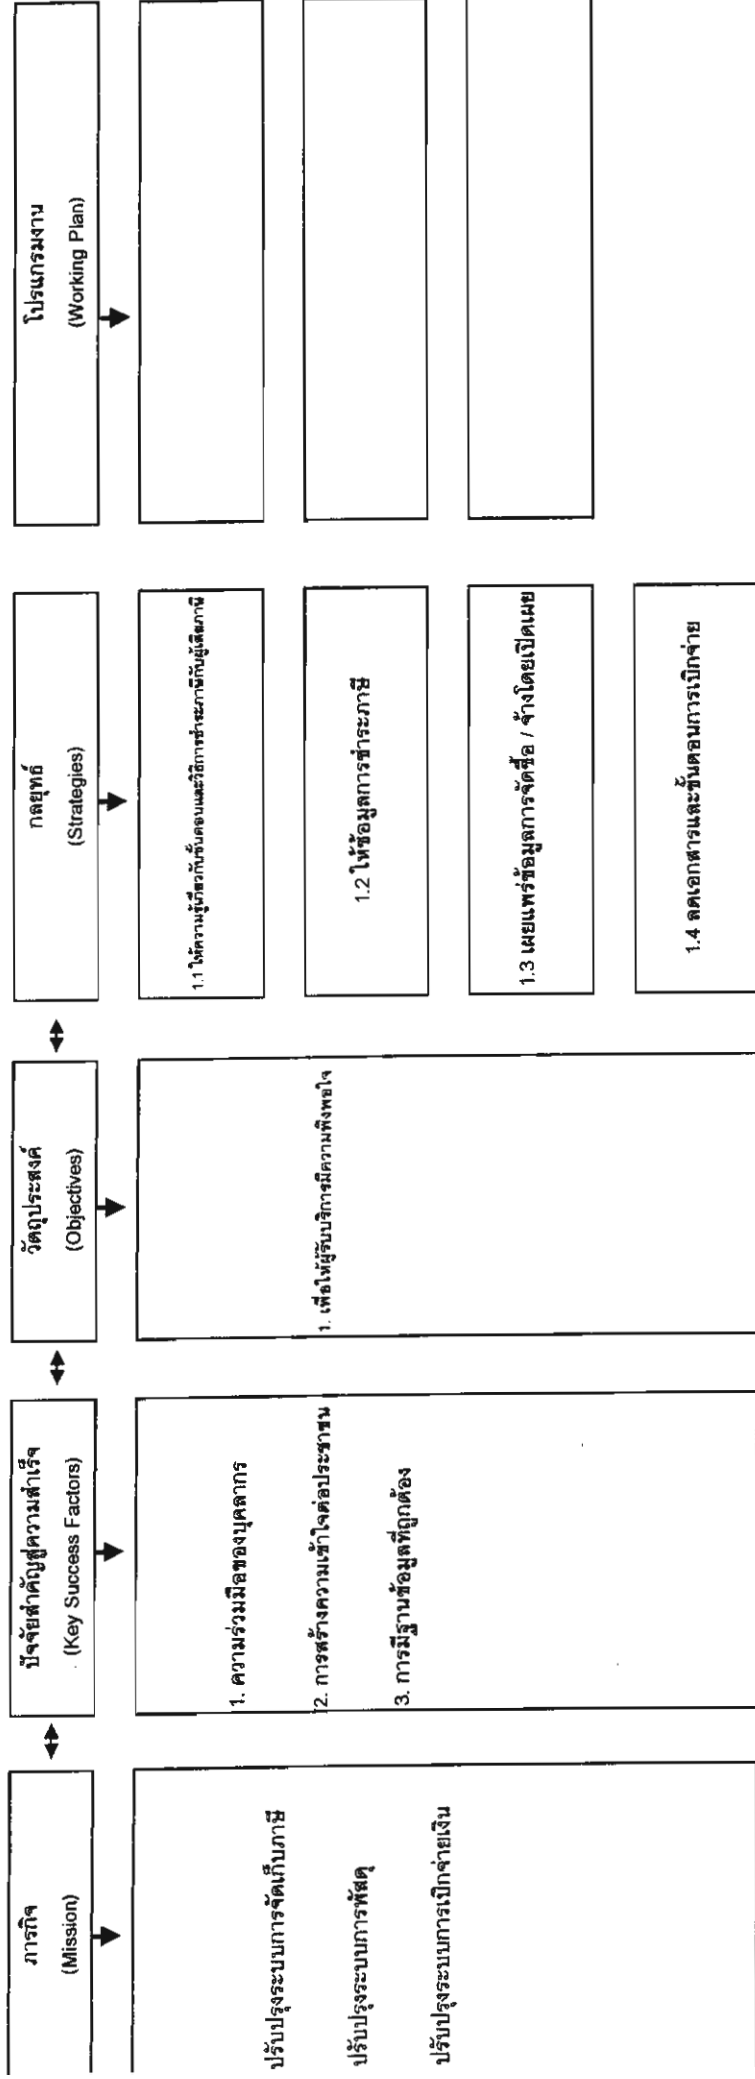 ภารกิจ
(Mission)
ปรับปรุงระบบการจัดเก็บภาษี
ปรับปรุงระบบการพัสดุ
ปรับปรุงระบบการเบิกจ่ายเงิน
ปัจจัยสำคัญสู่ความสำเร็จ
(Key Success Factors)
1. ความร่วมมือของบุคลากร
2. การสร้างความเข้าใจต่อประชาชน
3. การมีฐานข้อมูลที่ถูกต้อง
วัตถุประสงค์
(Objectives)
1. เพื่อให้ผู้รับบริการมีความพึงพอใจ
กลยุทธ์
(Strategies)
1.1 ให้ความรู้เกี่ยวกับขั้นตอนและวิธีการชำระภาษีกับผู้เสียภาษี
1.2 ให้ข้อมูลการชำระภาษี
1.3 เผยแพร่ข้อมูลการจัดซื้อ / จ้างโดยเปิดเผย
1.4 ลดเอกสารและขั้นตอนการเบิกจ่าย
โปรแกรมงาน
(Working Plan)